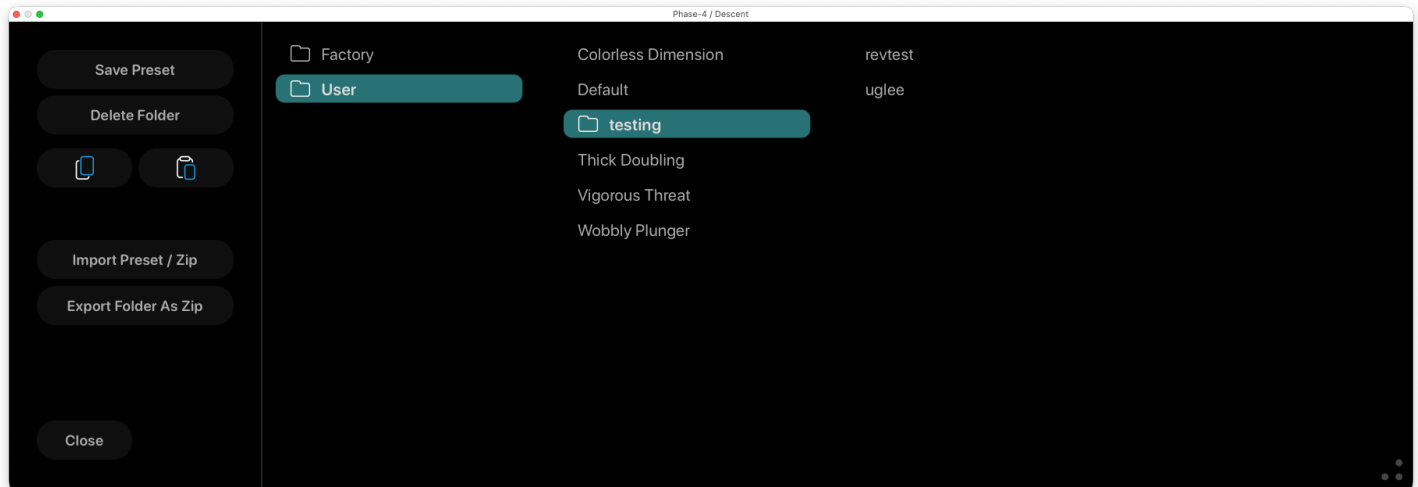 Phase-4 / Descent
Save Preset
Delete Folder
Import Preset / Zip
Export Folder As Zip
Close
Factory
User
Colorless Dimension
Default
testing
Thick Doubling
Vigorous Threat
Wobbly Plunger
revtest
uglee